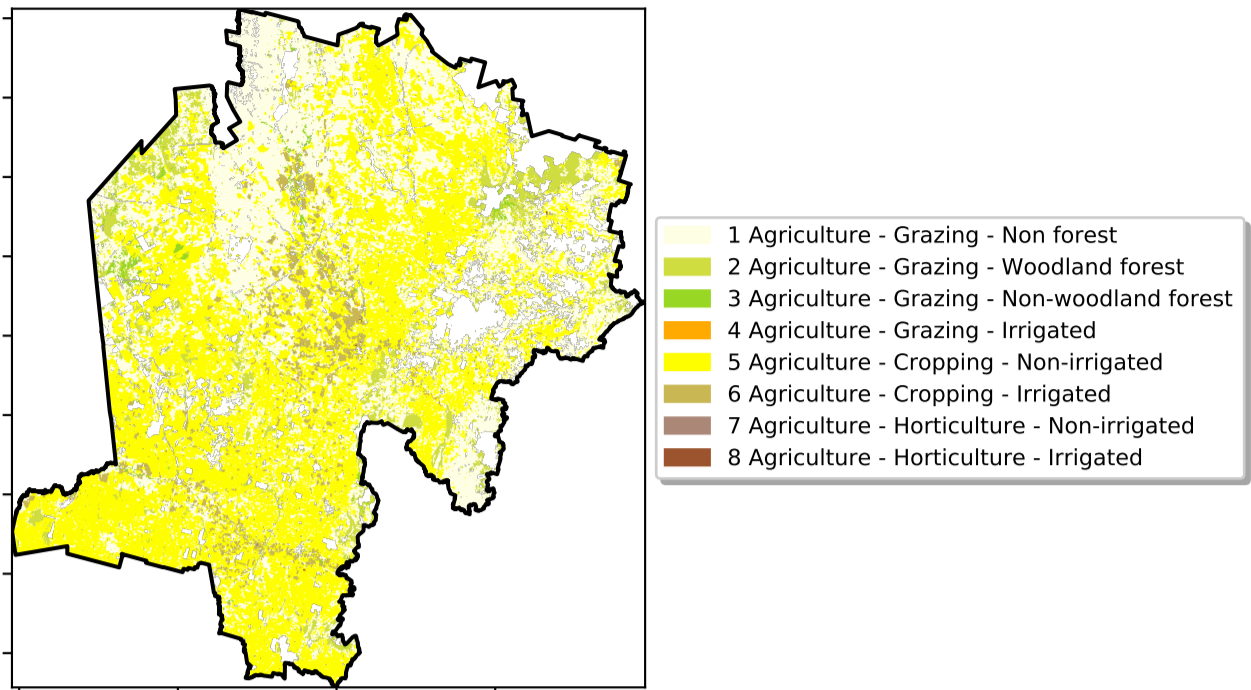 1 Agriculture - Grazing - Non forest
2 Agriculture - Grazing - Woodland forest
3 Agriculture - Grazing - Non-woodland forest
4 Agriculture - Grazing - Irrigated
5 Agriculture - Cropping - Non-irrigated
6 Agriculture - Cropping - Irrigated
7 Agriculture - Horticulture - Non-irrigated
8 Agriculture - Horticulture - Irrigated